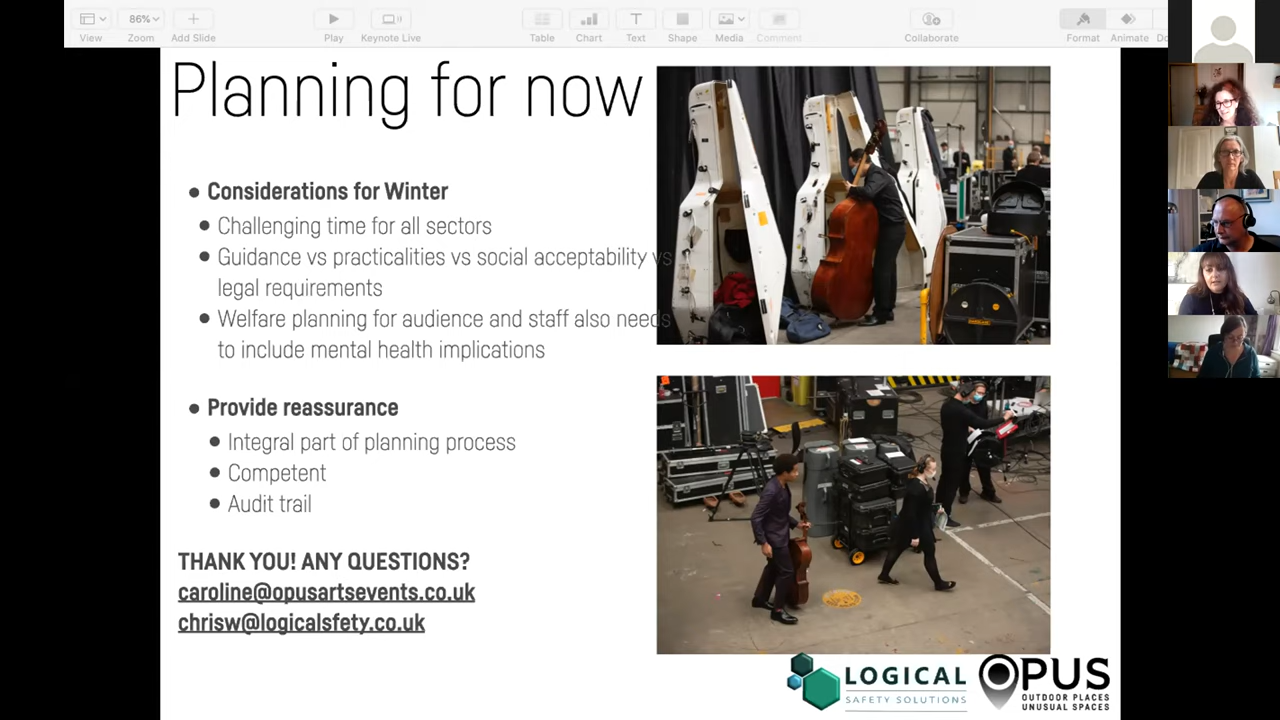 View
86%
Zoom
Add Slide
Play
Keynote Live
Table
Chart
Text
Shape
Media
Comment
Collaborate
Format
Animate
Do
Planning for now
● Considerations for Winter
● Challenging time for all sectors
● Guidance vs practicalities vs social acceptability vs
legal requirements
● Welfare planning for audience and staff also needs
to include mental health implications
● Provide reassurance
● Integral part of planning process
● Competent
● Audit trail
THANK YOU! ANY QUESTIONS?
caroline@opusartsevents.co.uk
chrisw@logicalsfety.co.uk
LOGICAL
SAFETY SOLUTIONS
OPUS
OUTDOOR PLACES
UNUSUAL SPACES